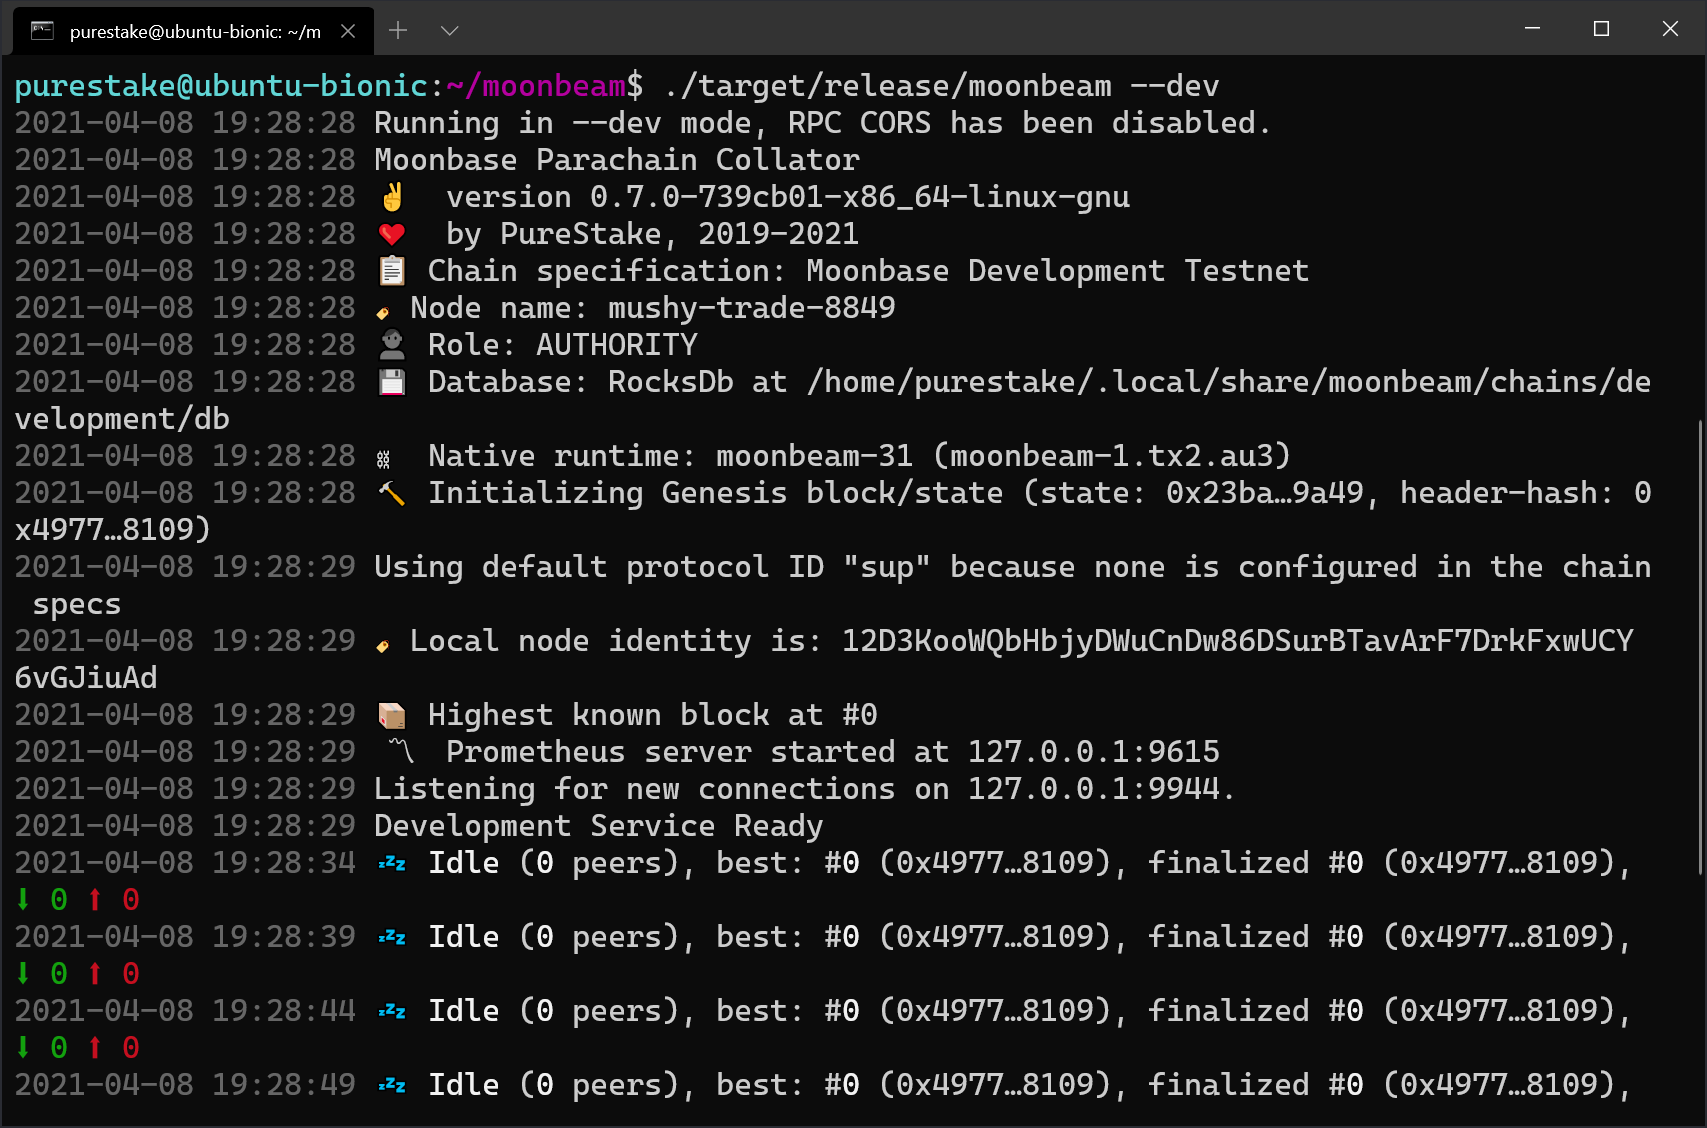 purestake@ubuntu-bionic: ~/m
purestake@ubuntu-bionic:~/moonbeam$ ./target/release/moonbeam --dev
2021-04-08 19:28:28 Running in --dev mode, RPC CORS has been disabled.
2021-04-08 19:28:28 Moonbase Parachain Collator
2021-04-08 19:28:28 ✌️  version 0.7.0-739cb01-x86_64-linux-gnu
2021-04-08 19:28:28 ❤️  by PureStake, 2019-2021
2021-04-08 19:28:28 📋 Chain specification: Moonbase Development Testnet
2021-04-08 19:28:28 🏷 Node name: mushy-trade-8849
2021-04-08 19:28:28 👤 Role: AUTHORITY
2021-04-08 19:28:28 💾 Database: RocksDb at /home/purestake/.local/share/moonbeam/chains/de
velopment/db
2021-04-08 19:28:28 ⛓  Native runtime: moonbeam-31 (moonbeam-1.tx2.au3)
2021-04-08 19:28:28 🔨 Initializing Genesis block/state (state: 0x23ba…9a49, header-hash: 0
x4977…8109)
2021-04-08 19:28:29 Using default protocol ID "sup" because none is configured in the chain
specs
2021-04-08 19:28:29 🏷 Local node identity is: 12D3KooWQbHbjyDWuCnDw86DSurBTavArF7DrkFxwUCY
6vGJiuAd
2021-04-08 19:28:29 📦 Highest known block at #0
2021-04-08 19:28:29 〽️  Prometheus server started at 127.0.0.1:9615
2021-04-08 19:28:29 Listening for new connections on 127.0.0.1:9944.
2021-04-08 19:28:29 Development Service Ready
2021-04-08 19:28:34 💤 Idle (0 peers), best: #0 (0x4977…8109), finalized #0 (0x4977…8109),
⬇ 0 ⬆ 0
2021-04-08 19:28:39 💤 Idle (0 peers), best: #0 (0x4977…8109), finalized #0 (0x4977…8109),
⬇ 0 ⬆ 0
2021-04-08 19:28:44 💤 Idle (0 peers), best: #0 (0x4977…8109), finalized #0 (0x4977…8109),
⬇ 0 ⬆ 0
2021-04-08 19:28:49 💤 Idle (0 peers), best: #0 (0x4977…8109), finalized #0 (0x4977…8109),